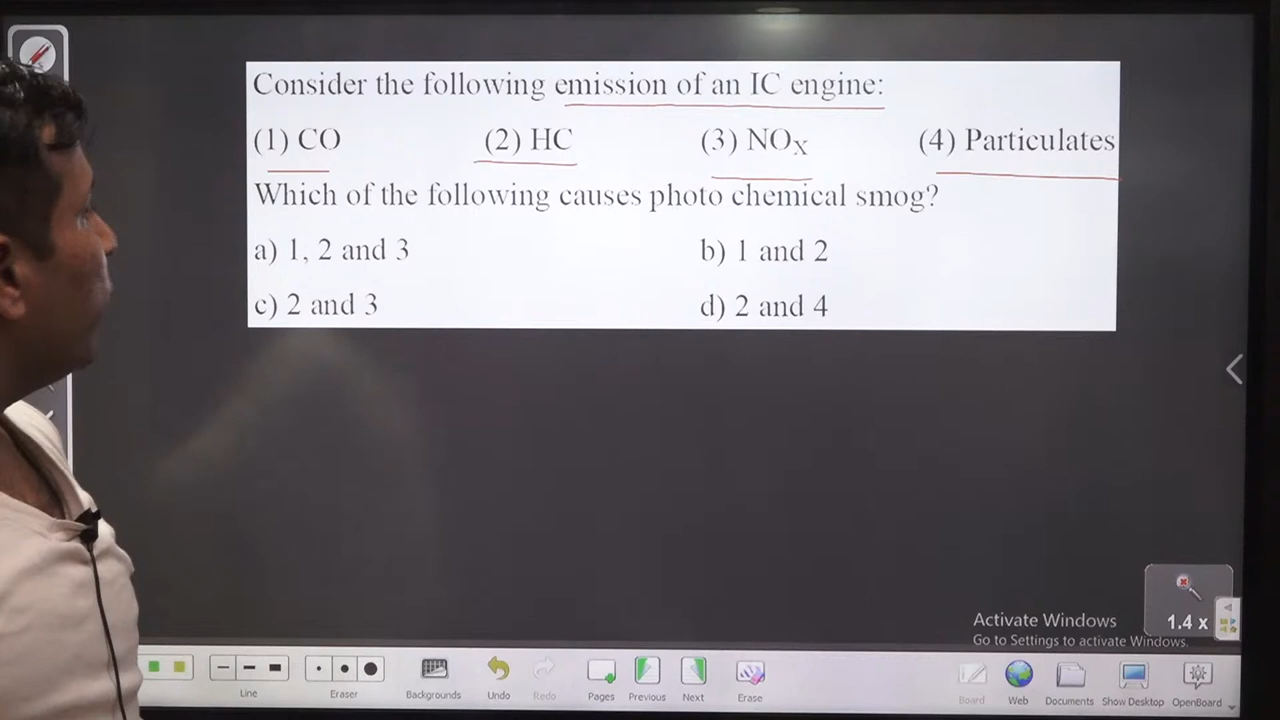 Consider the following emission of an IC engine:
(1) CO (2) HC (3) NOX (4) Particulates
Which of the following causes photo chemical smog?
a) 1, 2 and 3 b) 1 and 2
c) 2 and 3 d) 2 and 4
Activate Windows
Go to Settings to activate Windows.
1.4 x
Line Eraser Backgrounds Undo Redo Pages Previous Next Erase Board Web Documents Show Desktop OpenBoard